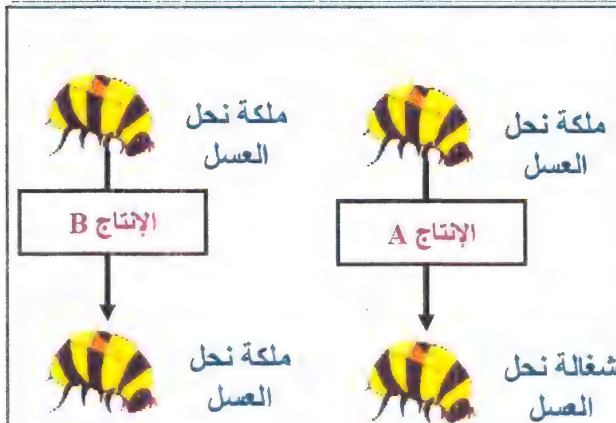 ملكة نحل
العسل
ملكة نحل
العسل
الإنتاج A
الإنتاج B
شغالة نحل
العسل
ملكة نحل
العسل